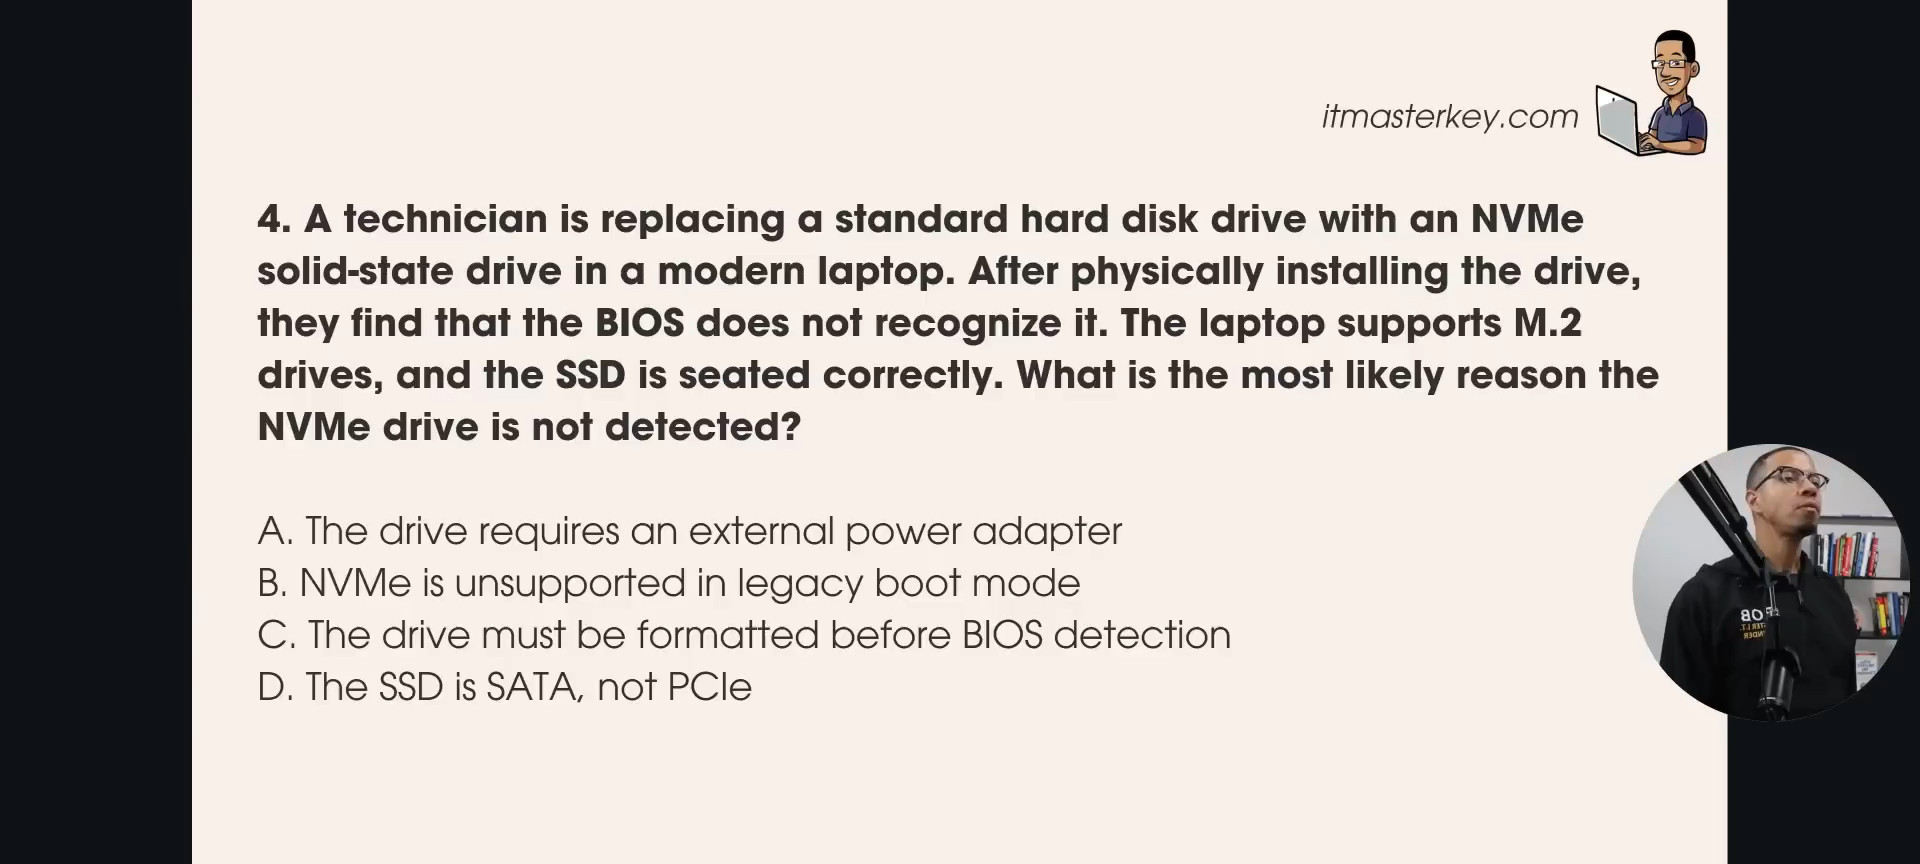 itmasterkey.com
4. A technician is replacing a standard hard disk drive with an NVMe
solid-state drive in a modern laptop. After physically installing the drive,
they find that the BIOS does not recognize it. The laptop supports M.2
drives, and the SSD is seated correctly. What is the most likely reason the
NVMe drive is not detected?
A. The drive requires an external power adapter
B. NVMe is unsupported in legacy boot mode
C. The drive must be formatted before BIOS detection
D. The SSD is SATA, not PCIe